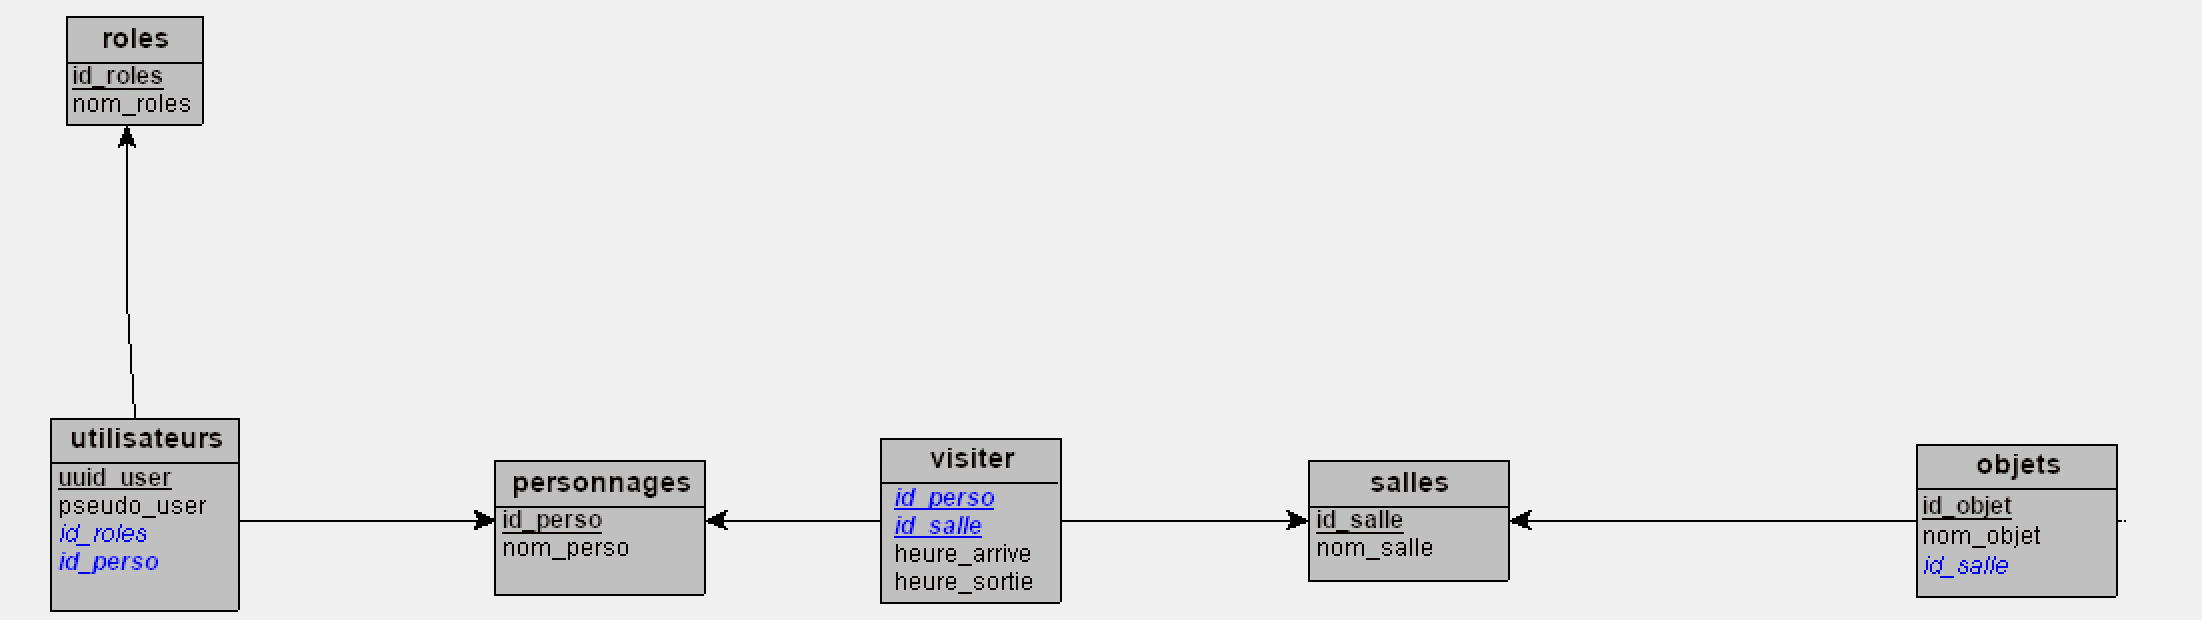 roles
id_roles
nom_roles
utilisateurs
uuid_user
pseudo_user
id_roles
id_perso
personnages
id_perso
nom_perso
visiter
id_perso
id_salle
heure_arrive
heure_sortie
salles
id_salle
nom_salle
objets
id_objet
nom_objet
id_salle